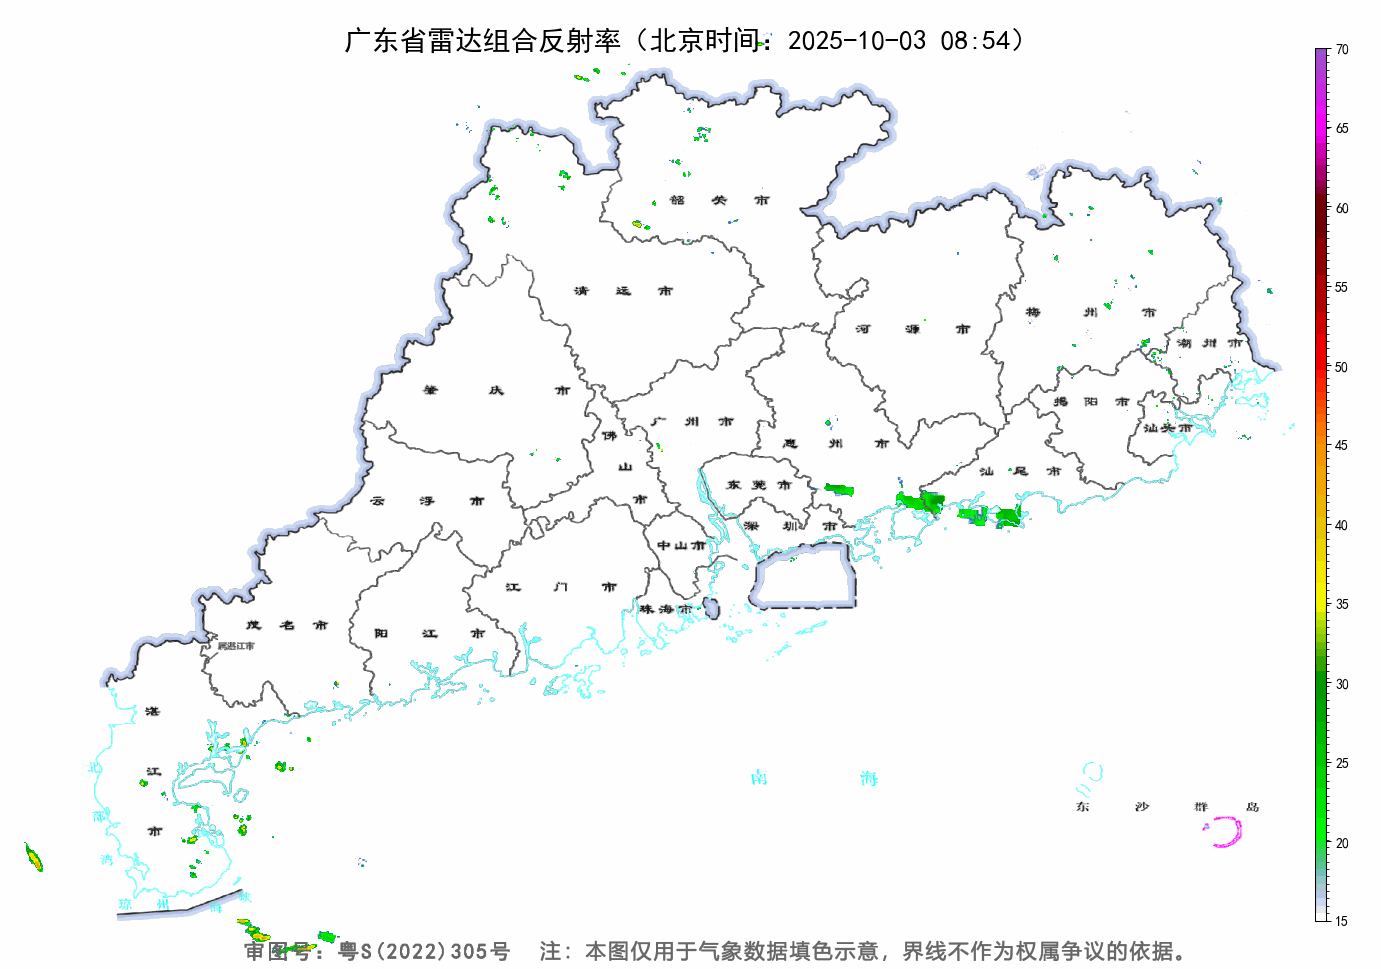 广东省雷达组合反射率（北京时间：2025-10-03 08:54）
70
65
60
55
50
45
40
35
30
25
20
15
韶关市
清远市
河源市
梅州市
潮州市
肇庆市
广州市
佛山市
惠州市
揭阳市
汕头市
汕尾市
云浮市
东莞市
深圳市
中山市
江门市
珠海市
茂名市
阳江市
属湛江市
湛江市
北部湾
琼州海峡
南海
东沙群岛
审图号：粤S(2022)305号 注：本图仅用于气象数据填色示意，界线不作为权属争议的依据。